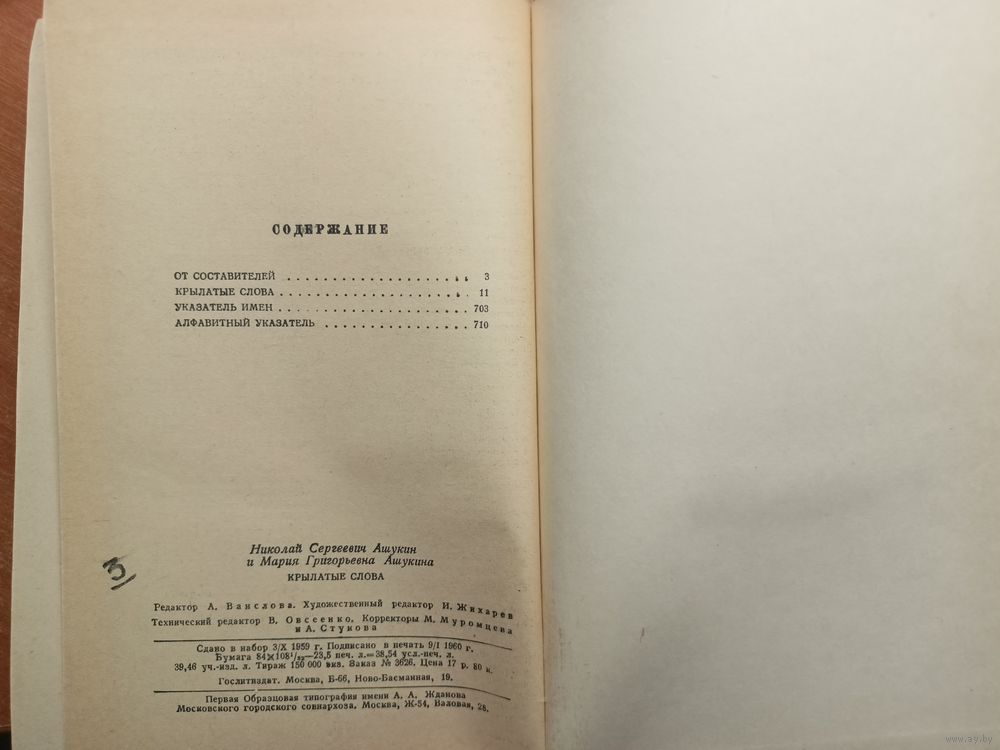 СОДЕРЖАНИЕ
ОТ СОСТАВИТЕЛЕЙ . . . . . . . . . . . . . . . . . . . . 3
КРЫЛАТЫЕ СЛОВА . . . . . . . . . . . . . . . . . . . . 11
УКАЗАТЕЛЬ ИМЕН . . . . . . . . . . . . . . . . . . . . 703
АЛФАВИТНЫЙ УКАЗАТЕЛЬ . . . . . . . . . . . . . . . 710
3
Николай Сергеевич Ашукин
и Мария Григорьевна Ашукина
КРЫЛАТЫЕ СЛОВА
Редактор А. Ванслова. Художественный редактор И. Жихарев
Технический редактор В. Овсеенко. Корректоры М. Муромцева
и А. Стукова
Сдано в набор 3/X 1959 г. Подписано в печать 9/I 1960 г.
Бумага 84×108¹/₃₂—23,5 печ. л.=38,54 усл.-печ. л.
39,46 уч.-изд. л. Тираж 150 000 экз. Заказ № 3626. Цена 17 р. 80 к.
Гослитиздат. Москва, Б-66, Ново-Басманная, 19.
Первая Образцовая типография имени А. А. Жданова
Московского городского совнархоза. Москва, Ж-54, Валовая, 28.
www.ay.by